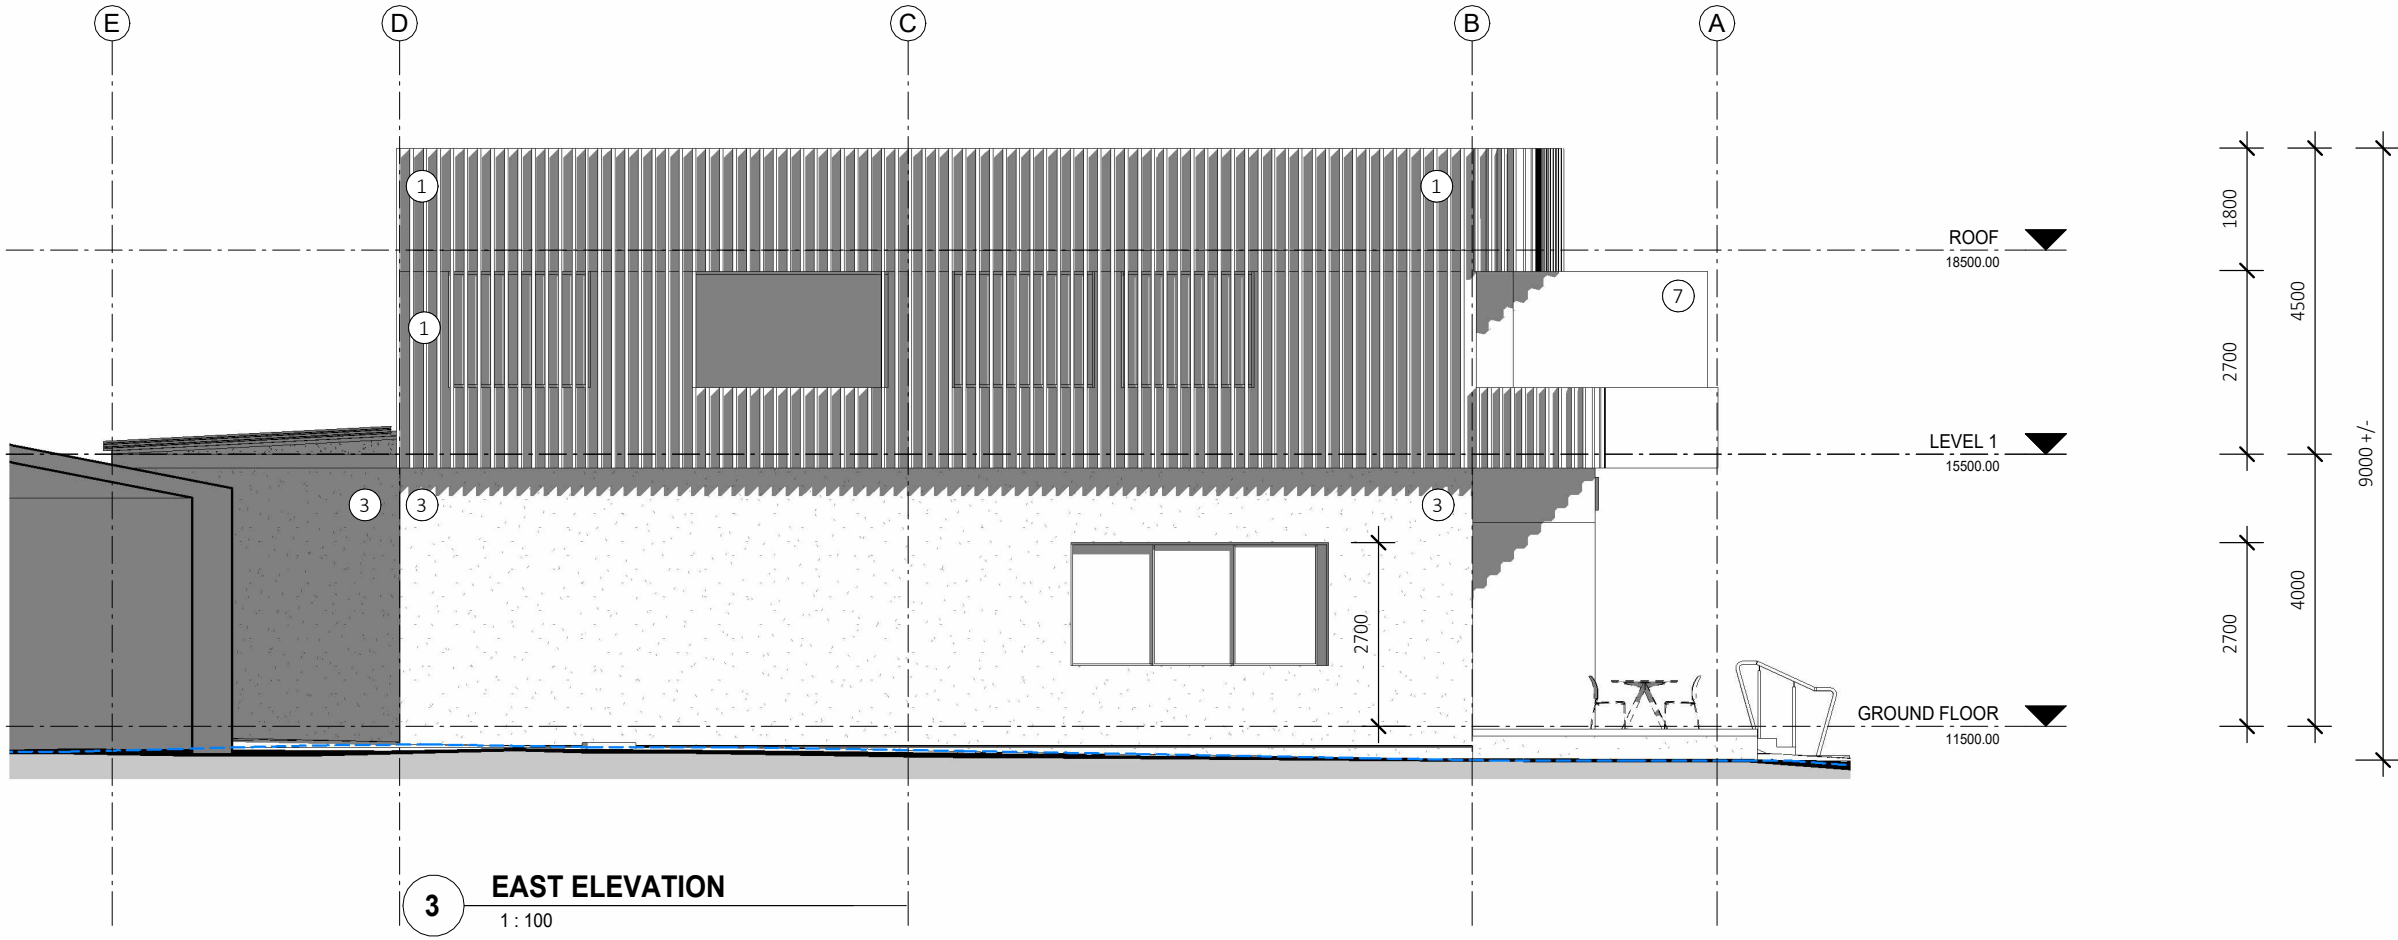 E D C B A
1 1
ROOF
18500.00
1800
1
7
4500
2700
LEVEL 1
15500.00
9000 +/-
3 3 3
2700
2700
4000
GROUND FLOOR
11500.00
3 EAST ELEVATION
1 : 100